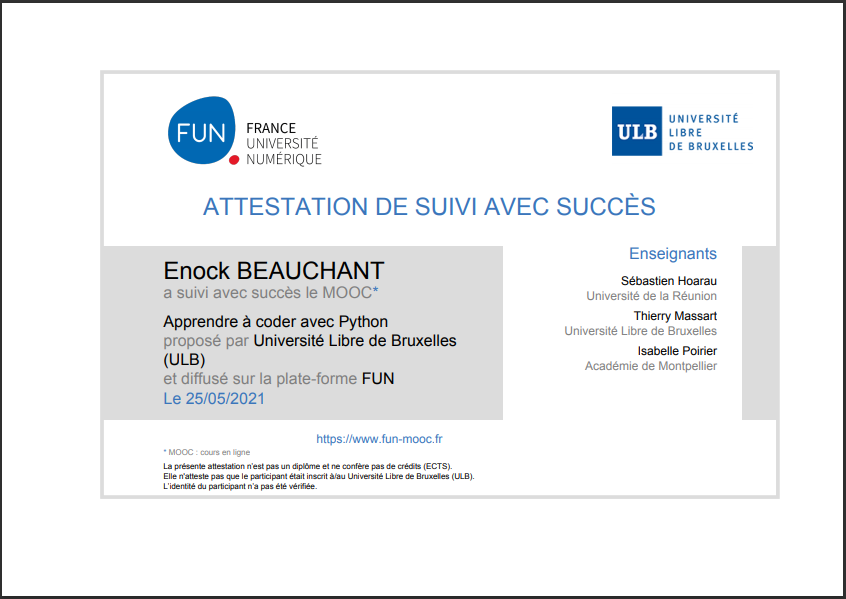 FUN
FRANCE
UNIVERSITÉ
NUMÉRIQUE
ULB
UNIVERSITÉ
LIBRE
DE BRUXELLES
ATTESTATION DE SUIVI AVEC SUCCÈS
Enock BEAUCHANT
a suivi avec succès le MOOC*
Apprendre à coder avec Python
proposé par Université Libre de Bruxelles
(ULB)
et diffusé sur la plate-forme FUN
Le 25/05/2021
Enseignants
Sébastien Hoarau
Université de la Réunion
Thierry Massart
Université Libre de Bruxelles
Isabelle Poirier
Académie de Montpellier
https://www.fun-mooc.fr
* MOOC : cours en ligne
La présente attestation n'est pas un diplôme et ne confère pas de crédits (ECTS).
Elle n'atteste pas que le participant était inscrit à/au Université Libre de Bruxelles (ULB).
L'identité du participant n'a pas été vérifiée.